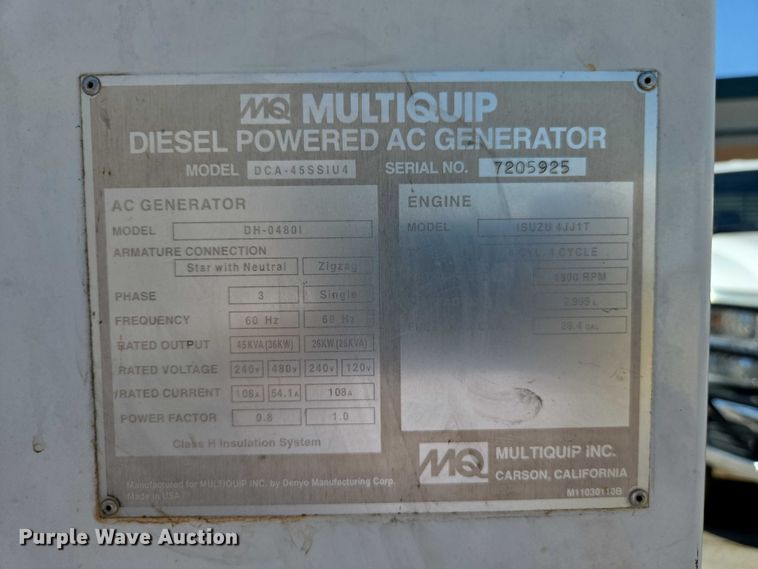 MQ MULTIQUIP
DIESEL POWERED AC GENERATOR
MODEL DCA-45SSIU4 SERIAL NO. 7205925
AC GENERATOR
MODEL DH-0480I
ARMATURE CONNECTION
Star with Neutral Zigzag
PHASE 3 Single
FREQUENCY 60 Hz 60 Hz
RATED OUTPUT 45KVA(36KW) 26KW(26KVA)
RATED VOLTAGE 240V 480V 240V 120V
RATED CURRENT 108A 54.1A 108A
POWER FACTOR 0.8 1.0
Class H Insulation System
ENGINE
MODEL ISUZU 4JJ1T
CYL. 4 CYCLE
1800 RPM
2.999 L
GAL
Manufactured for MULTIQUIP INC. by Denyo Manufacturing Corp.
Made in USA
MQ MULTIQUIP INC.
CARSON, CALIFORNIA
M11030110B
Purple Wave Auction